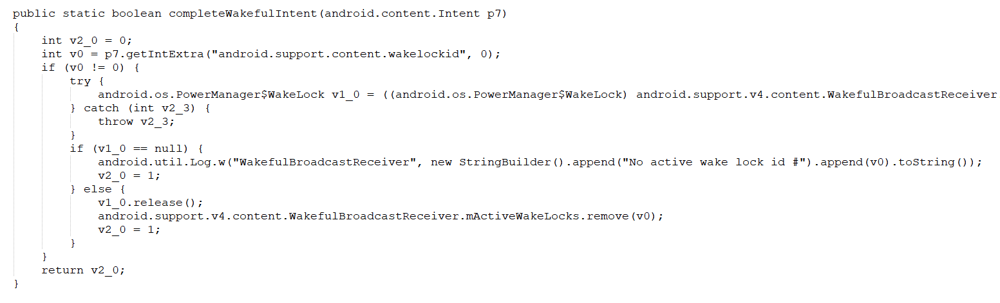 public static boolean completeWakefulIntent(android.content.Intent p7)
{
    int v2_0 = 0;
    int v0 = p7.getIntExtra("android.support.content.wakelockid", 0);
    if (v0 != 0) {
        try {
            android.os.PowerManager$WakeLock v1_0 = ((android.os.PowerManager$WakeLock) android.support.v4.content.WakefulBroadcastReceiver
        } catch (int v2_3) {
            throw v2_3;
        }
        if (v1_0 == null) {
            android.util.Log.w("WakefulBroadcastReceiver", new StringBuilder().append("No active wake lock id #").append(v0).toString());
            v2_0 = 1;
        } else {
            v1_0.release();
            android.support.v4.content.WakefulBroadcastReceiver.mActiveWakeLocks.remove(v0);
            v2_0 = 1;
        }
    }
    return v2_0;
}